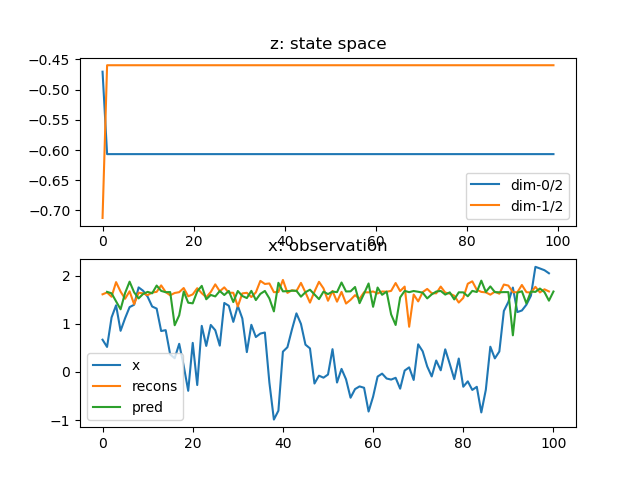 z: state space
−0.45
−0.50
−0.55
−0.60
−0.65
−0.70
dim-0/2
dim-1/2
0 20 40 60 80 100
x: observation
2
1
0
−1
x
recons
pred
0 20 40 60 80 100